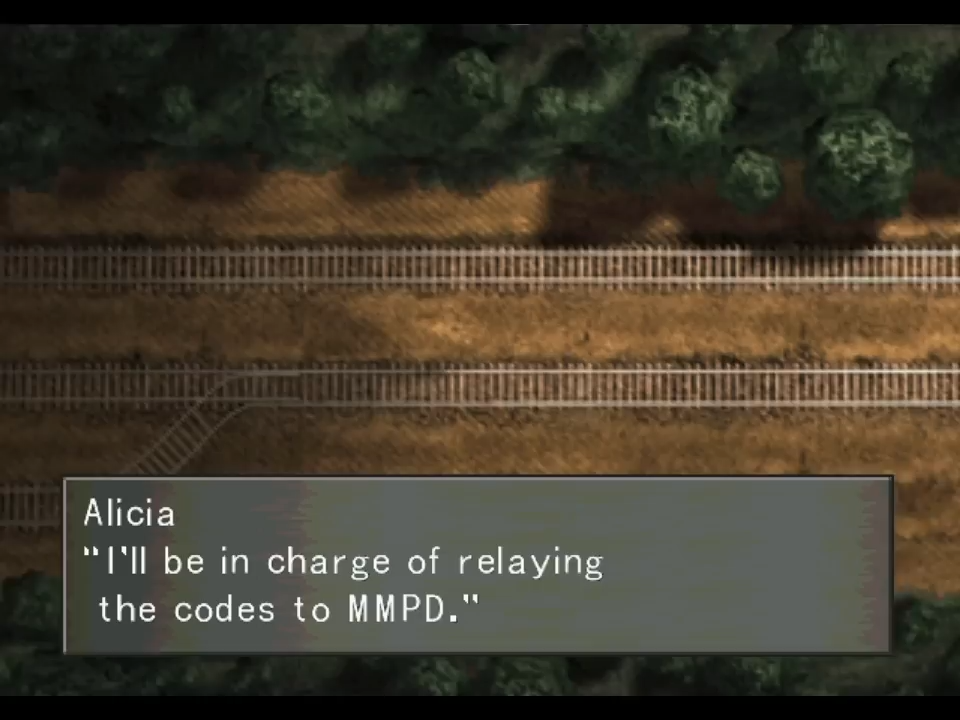 Alicia
“I'll be in charge of relaying
the codes to MMPD.”